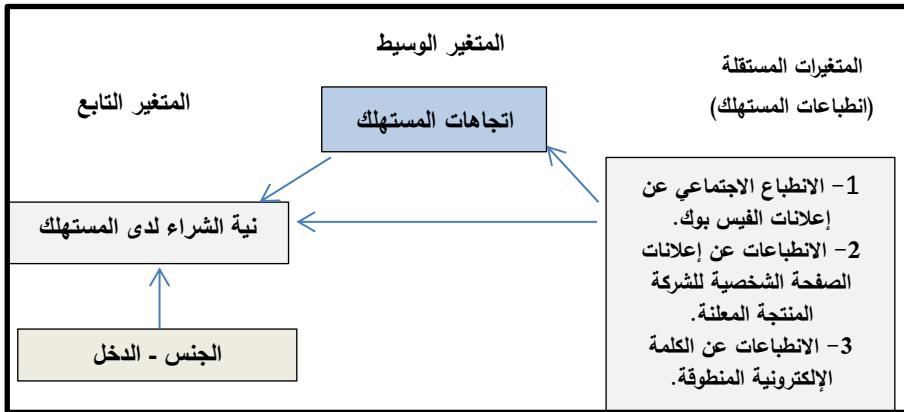 المتغير الوسيط
المتغيرات المستقلة
(انطباعات المستهلك)
المتغير التابع
اتجاهات المستهلك
1- الانطباع الاجتماعي عن
إعلانات الفيس بوك.
2- الانطباعات عن إعلانات
الصفحة الشخصية للشركة
المنتجة المعلنة.
3- الانطباعات عن الكلمة
الإلكترونية المنطوقة.
نية الشراء لدى المستهلك
الجنس - الدخل